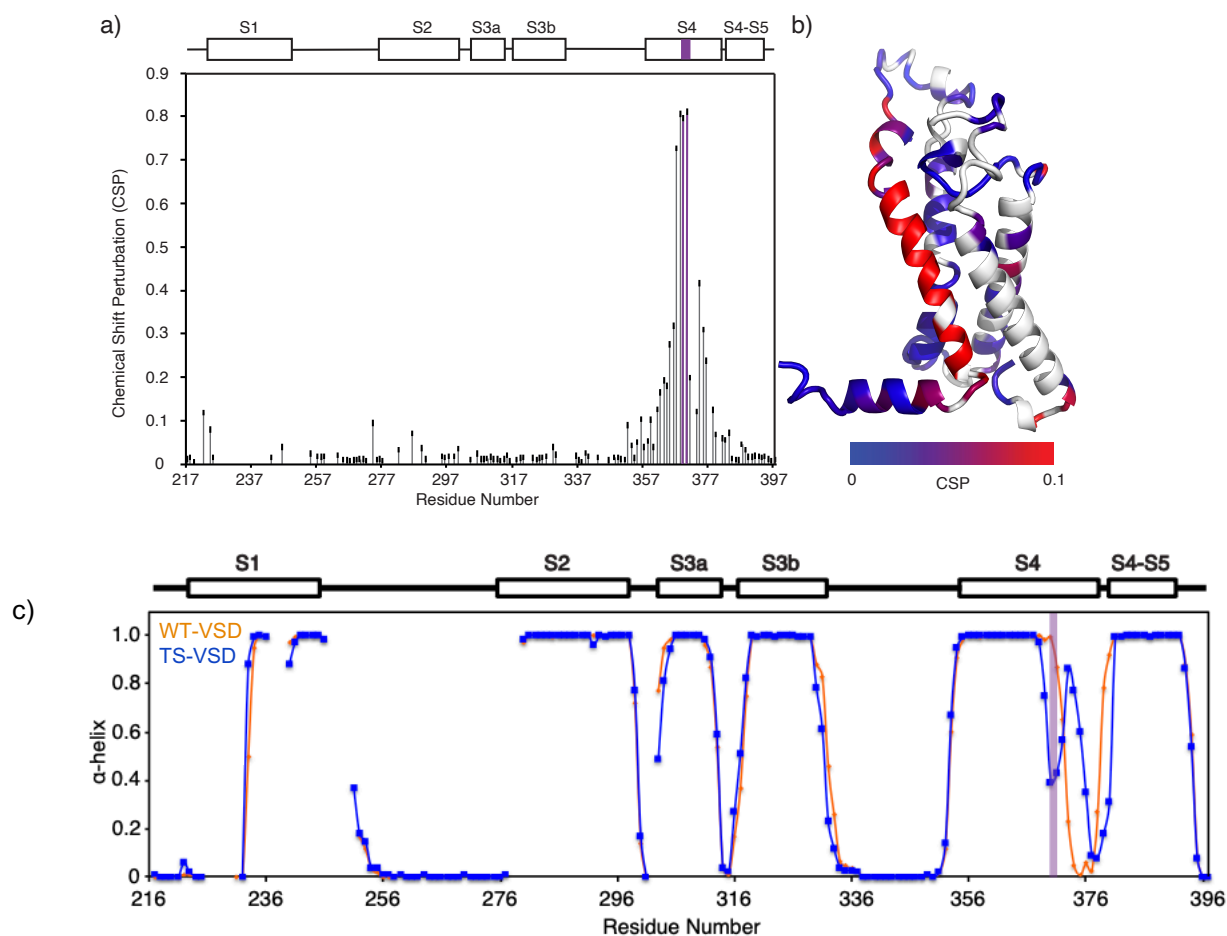 a)
S1 S2 S3a S3b S4 S4-S5
0.9
0.8
0.7
0.6
0.5
0.4
0.3
0.2
0.1
0
Chemical Shift Perturbation (CSP)
217 237 257 277 297 317 337 357 377 397
Residue Number
b)
0 CSP 0.1
c)
S1 S2 S3a S3b S4 S4-S5
WT-VSD
TS-VSD
1.0
0.8
0.6
0.4
0.2
0
α-helix
216 236 256 276 296 316 336 356 376 396
Residue Number